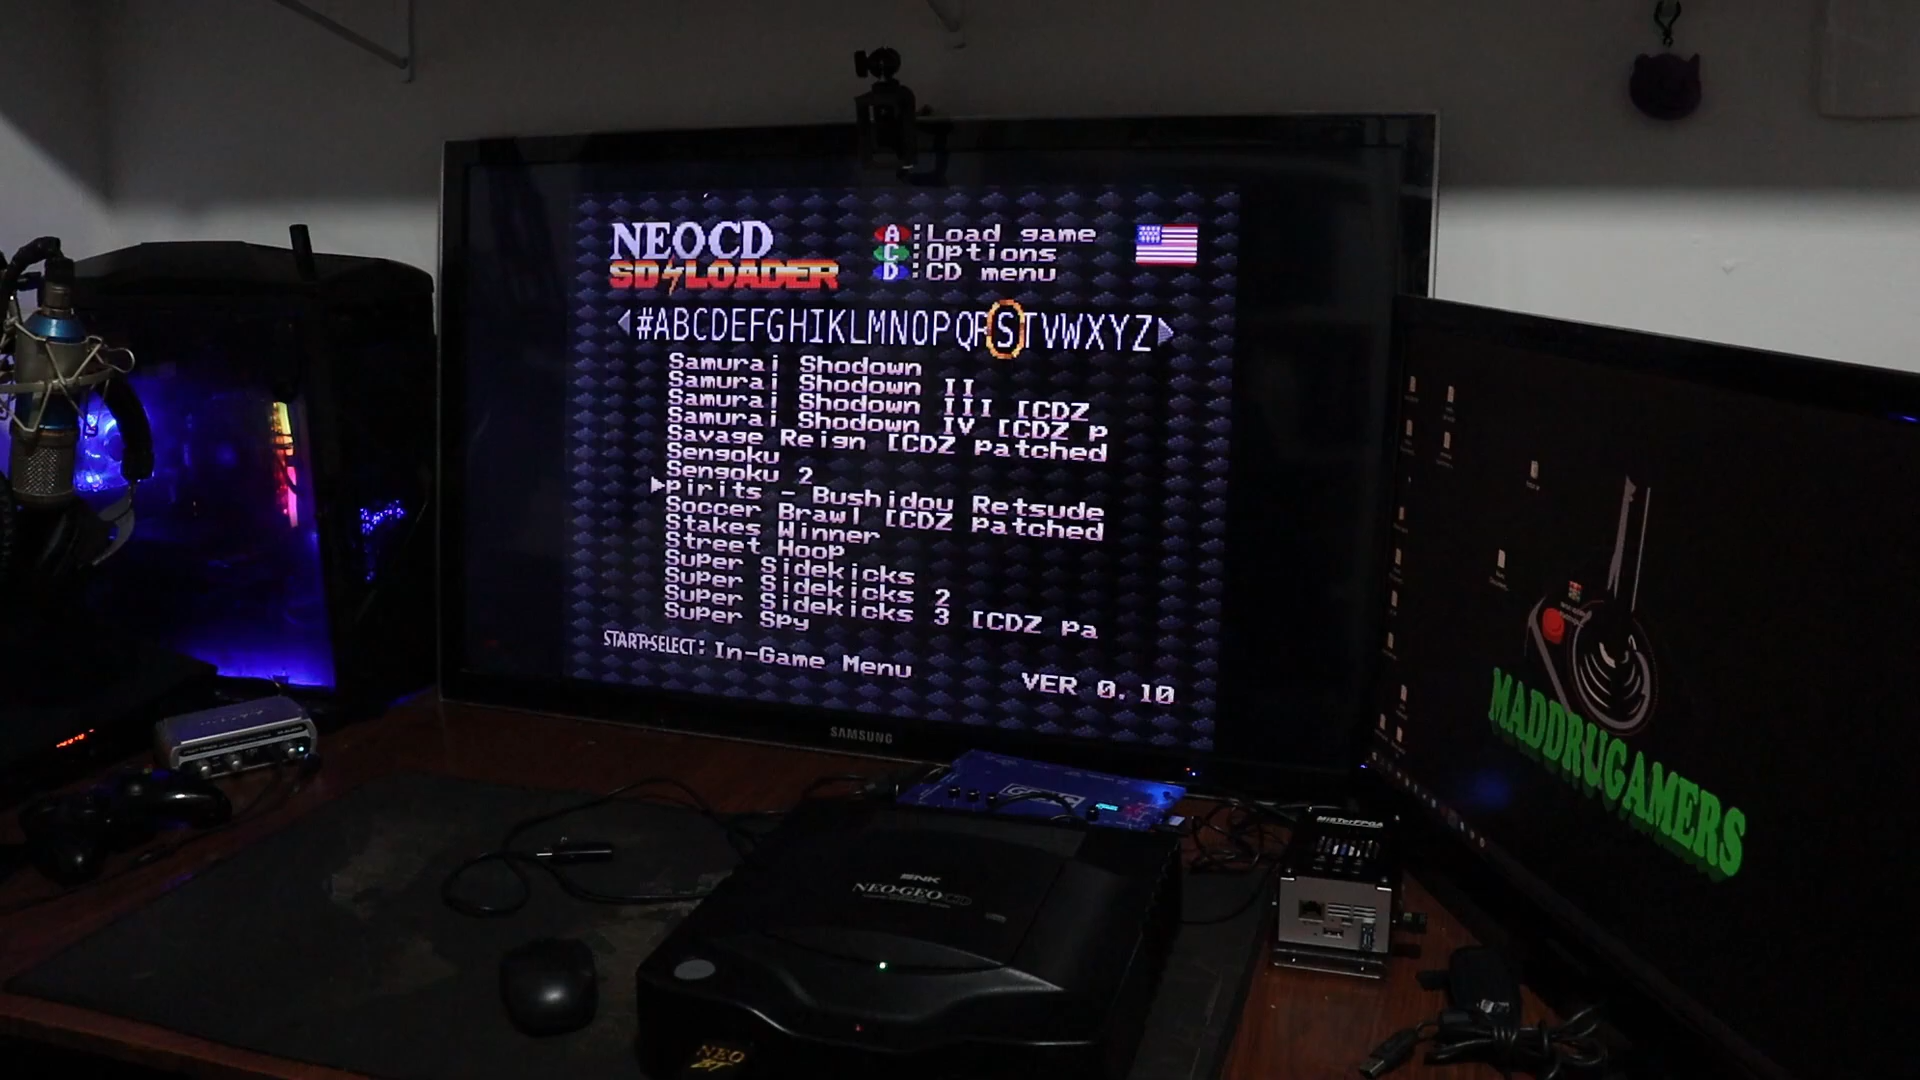 NEOCD
SD LOADER
A:Load game
C:Options
D:CD menu
#ABCDEFGHIKLMNOPQRSTVWXYZ
Samurai Shodown
Samurai Shodown II
Samurai Shodown III [CDZ
Samurai Shodown IV [CDZ p
Savage Reign [CDZ patched
Sengoku
Sengoku 2
pirits - Bushidou Retsude
Soccer Brawl [CDZ patched
Stakes Winner
Street Hoop
Super Sidekicks
Super Sidekicks 2
Super Sidekicks 3 [CDZ pa
Super Spy
START+SELECT: In-Game Menu
VER 0.10
SAMSUNG
MADDRUGAMERS
MiSTerFPGA
SNK
NEO·GEO CD
NEO